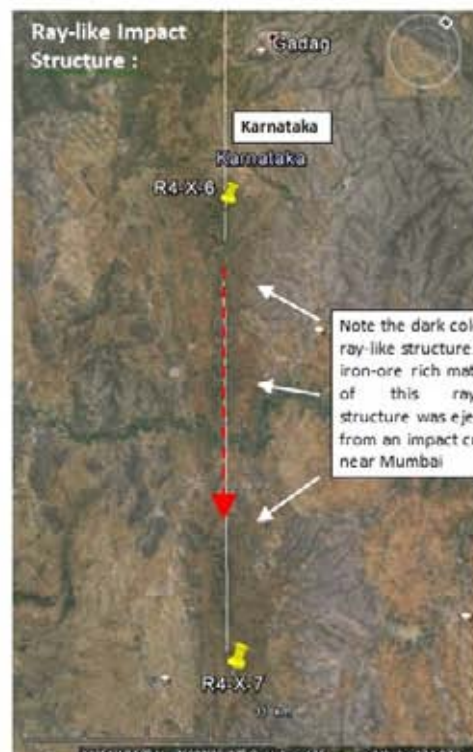 Ray-like Impact
Structure :
Gadag
Karnataka
Karnataka
R4-X-6
Note the dark col
ray-like structure
iron-ore rich mat
of this ray
structure was eje
from an impact c
near Mumbai
R4-X-7